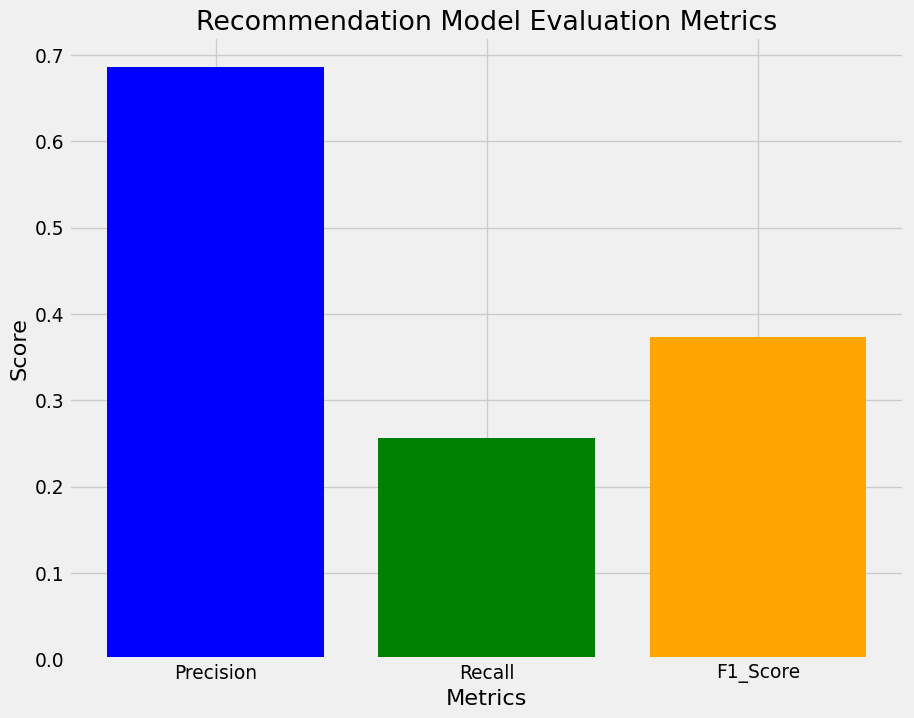 Recommendation Model Evaluation Metrics
0.7
0.6
0.5
0.4
0.3
0.2
0.1
0.0
Score
Precision Recall F1_Score
Metrics